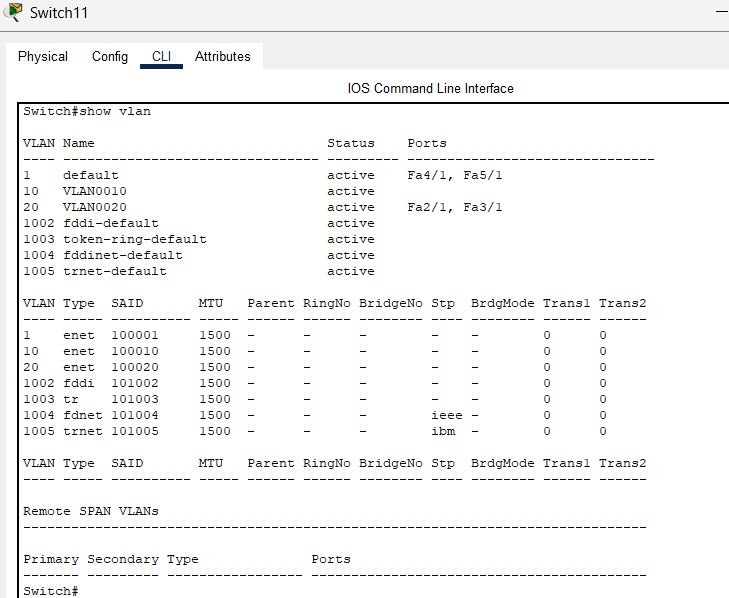 Switch11
Physical Config CLI Attributes
IOS Command Line Interface
Switch#show vlan
VLAN Name                             Status    Ports
---- -------------------------------- --------- -------------------------------
1    default                          active    Fa4/1, Fa5/1
10   VLAN0010                         active
20   VLAN0020                         active    Fa2/1, Fa3/1
1002 fddi-default                     active
1003 token-ring-default               active
1004 fddinet-default                  active
1005 trnet-default                    active
VLAN Type  SAID       MTU   Parent RingNo BridgeNo Stp  BrdgMode Trans1 Trans2
---- ----- ---------- ----- ------ ------ -------- ---- -------- ------ ------
1    enet  100001     1500  -      -      -        -    -        0      0
10   enet  100010     1500  -      -      -        -    -        0      0
20   enet  100020     1500  -      -      -        -    -        0      0
1002 fddi  101002     1500  -      -      -        -    -        0      0
1003 tr    101003     1500  -      -      -        -    -        0      0
1004 fdnet 101004     1500  -      -      -        ieee -        0      0
1005 trnet 101005     1500  -      -      -        ibm  -        0      0
VLAN Type  SAID       MTU   Parent RingNo BridgeNo Stp  BrdgMode Trans1 Trans2
---- ----- ---------- ----- ------ ------ -------- ---- -------- ------ ------
Remote SPAN VLANs
------------------------------------------------------------------------------
Primary Secondary Type              Ports
------- --------- ----------------- ------------------------------------------
Switch#